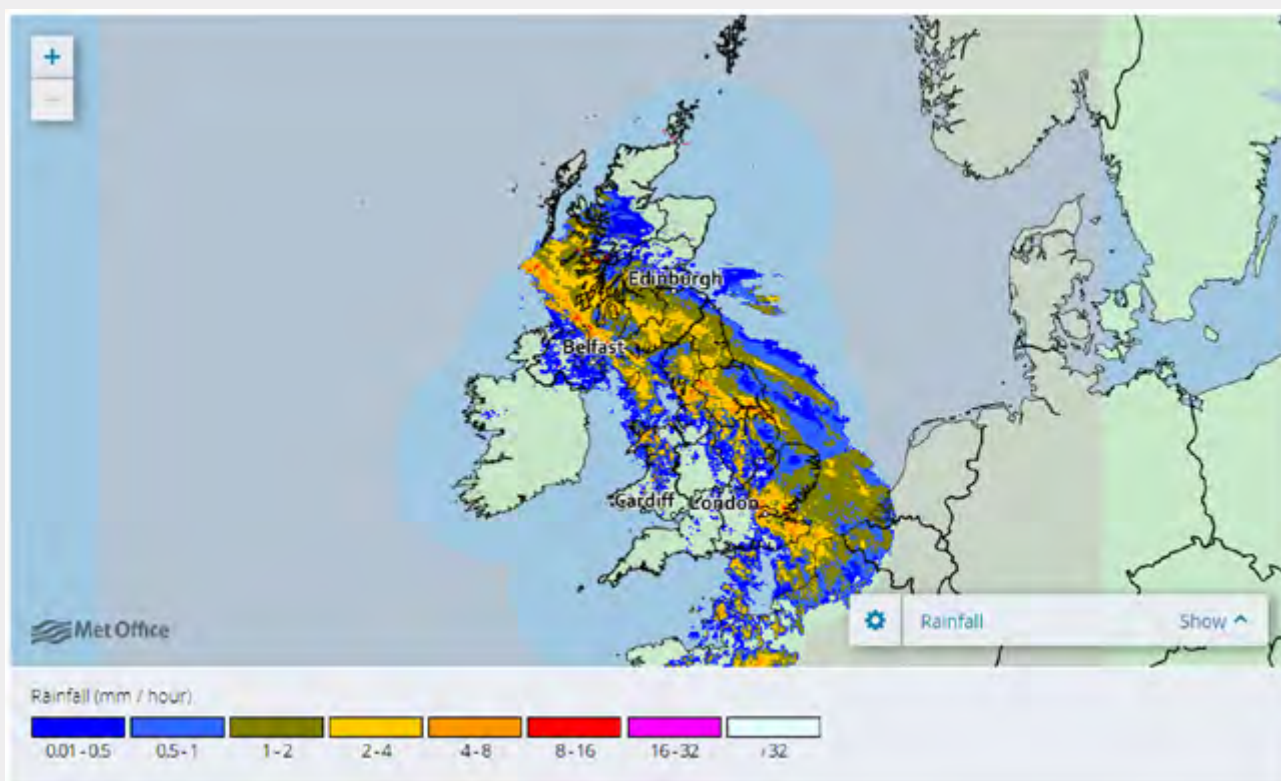 +
−
Edinburgh
Belfast
Cardiff London
Met Office
Rainfall Show
Rainfall (mm / hour)
0.01 - 0.5 0.5 - 1 1 - 2 2 - 4 4 - 8 8 - 16 16 - 32 32